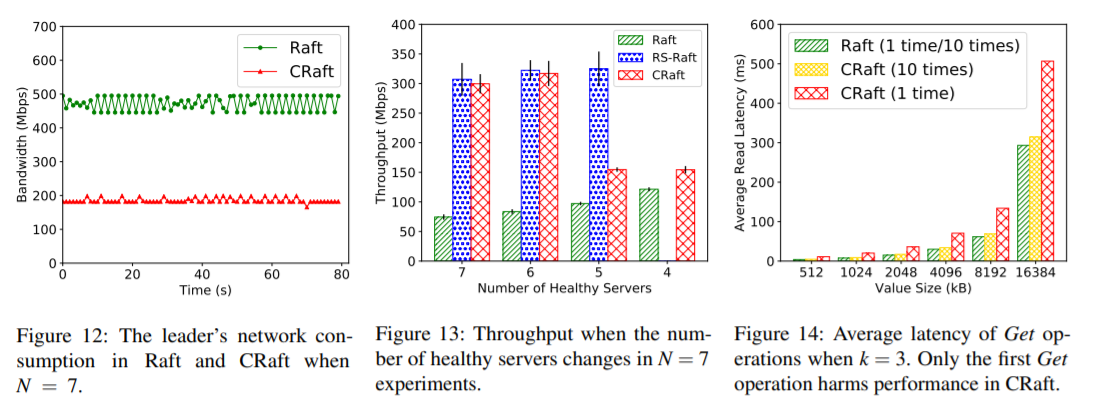 700
600
500
400
300
200
100
0
Bandwidth (Mbps)
Raft
CRaft
0 20 40 60 80
Time (s)
Figure 12: The leader's network con-
sumption in Raft and CRaft when
N = 7.
400
350
300
250
200
150
100
50
0
Throughput (Mbps)
Raft
RS-Raft
CRaft
7 6 5 4
Number of Healthy Servers
Figure 13: Throughput when the num-
ber of healthy servers changes in N = 7
experiments.
600
500
400
300
200
100
0
Average Read Latency (ms)
Raft (1 time/10 times)
CRaft (10 times)
CRaft (1 time)
512 1024 2048 4096 8192 16384
Value Size (kB)
Figure 14: Average latency of Get op-
erations when k = 3. Only the first Get
operation harms performance in CRaft.